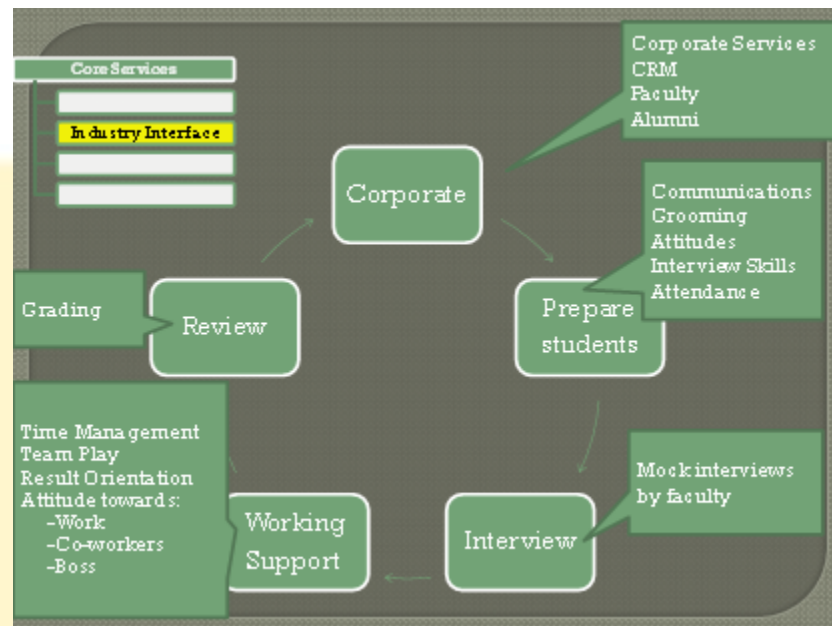 Core Services
Industry Interface
Corporate Services
CRM
Faculty
Alumni
Corporate
Communications
Grooming
Attitudes
Interview Skills
Attendance
Prepare
students
Mock interviews
by faculty
Interview
Working
Support
Time Management
Team Play
Result Orientation
Attitude towards:
-Work
-Co-workers
-Boss
Review
Grading